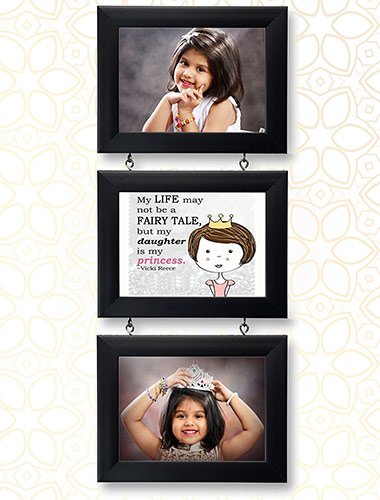 My LIFE may
not be a
FAIRY TALE,
but my
daughter
is my
princess.
~Vicki Reece